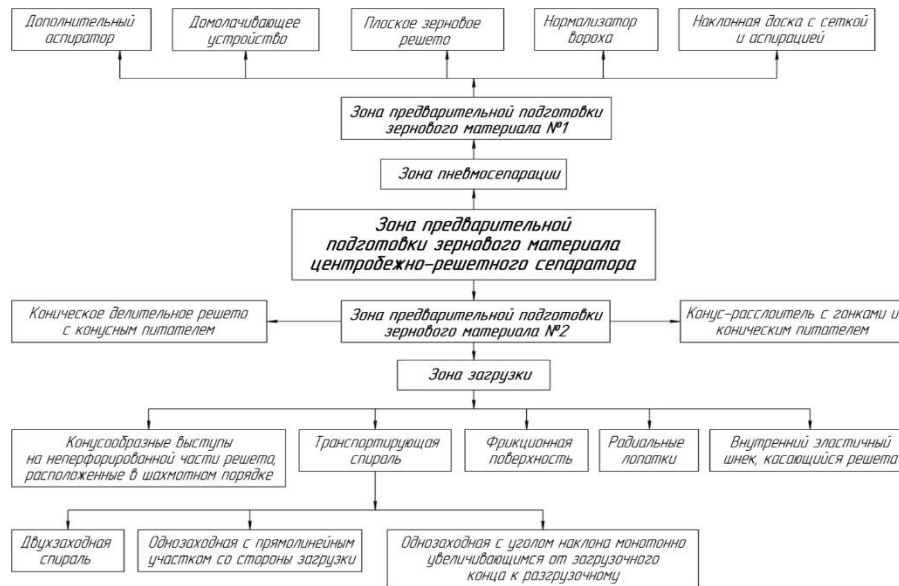 Дополнительный
аспиратор
Домолачивающее
устройство
Плоское зерновое
решето
Нормализатор
вороха
Наклонная доска с сеткой
и аспирацией
Зона предварительной подготовки
зернового материала №1
Зона пневмосепарации
Зона предварительной
подготовки зернового материала
центробежно-решетного сепаратора
Коническое делительное решето
с конусным питателем
Зона предварительной подготовки
зернового материала №2
Конус-расслоитель с гонками и
коническим питателем
Зона загрузки
Конусообразные выступы
на неперфорированной части решета,
расположенные в шахматном порядке
Транспортирующая
спираль
Фрикционная
поверхность
Радиальные
лопатки
Внутренний эластичный
шнек, касающийся решета
Двухзаходная
спираль
Однозаходная с прямолинейным
участком со стороны загрузки
Однозаходная с уголом наклона монотонно
увеличивающимся от загрузочного
конца к разгрузочному